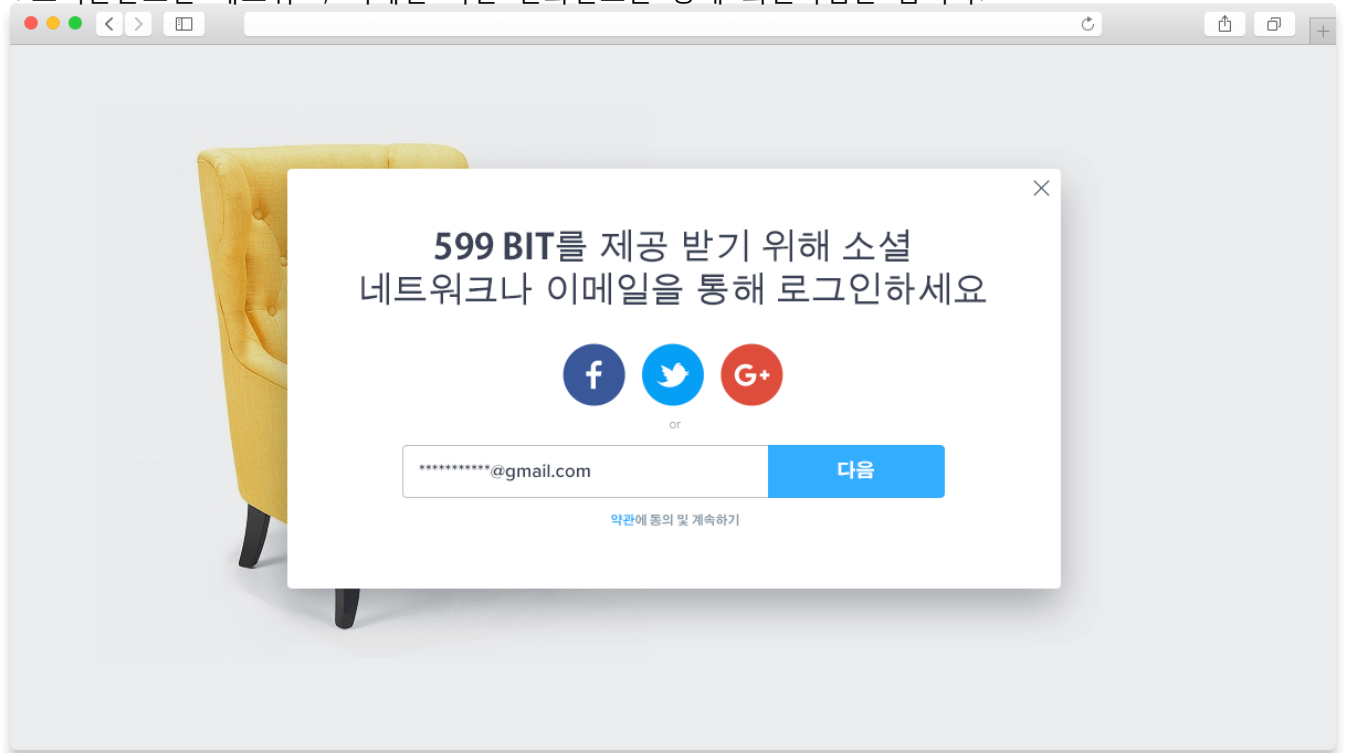 599 BIT를 제공 받기 위해 소셜
네트워크나 이메일을 통해 로그인하세요
f
G+
or
***********@gmail.com
다음
약관에 동의 및 계속하기